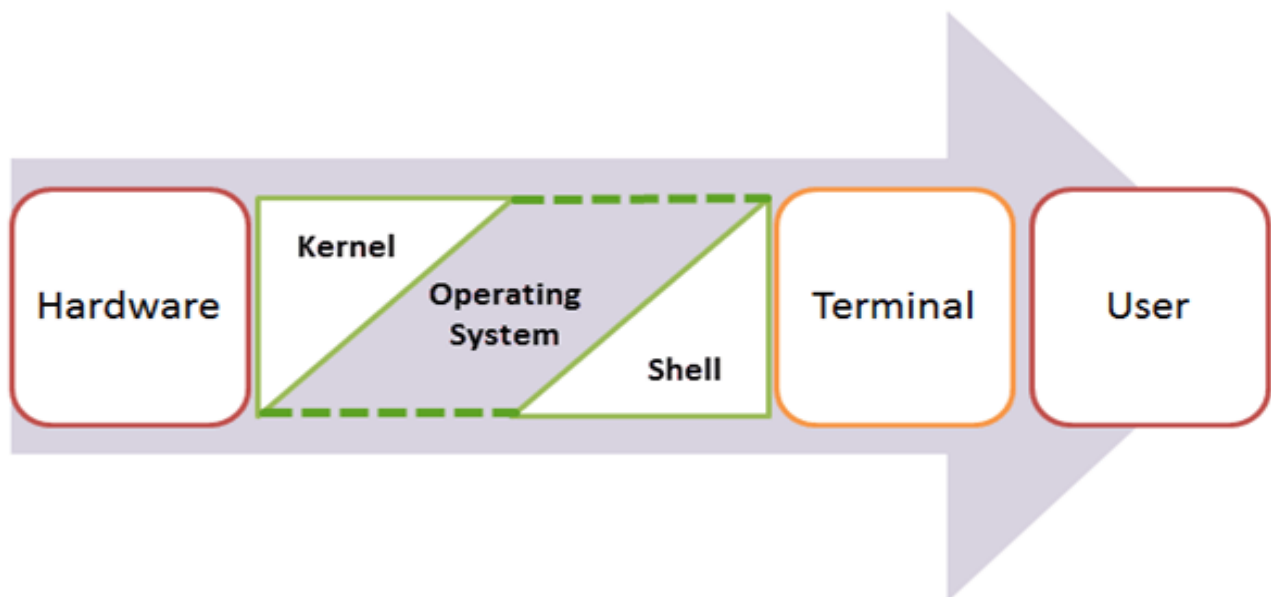 Hardware
Kernel
Operating
System
Shell
Terminal
User